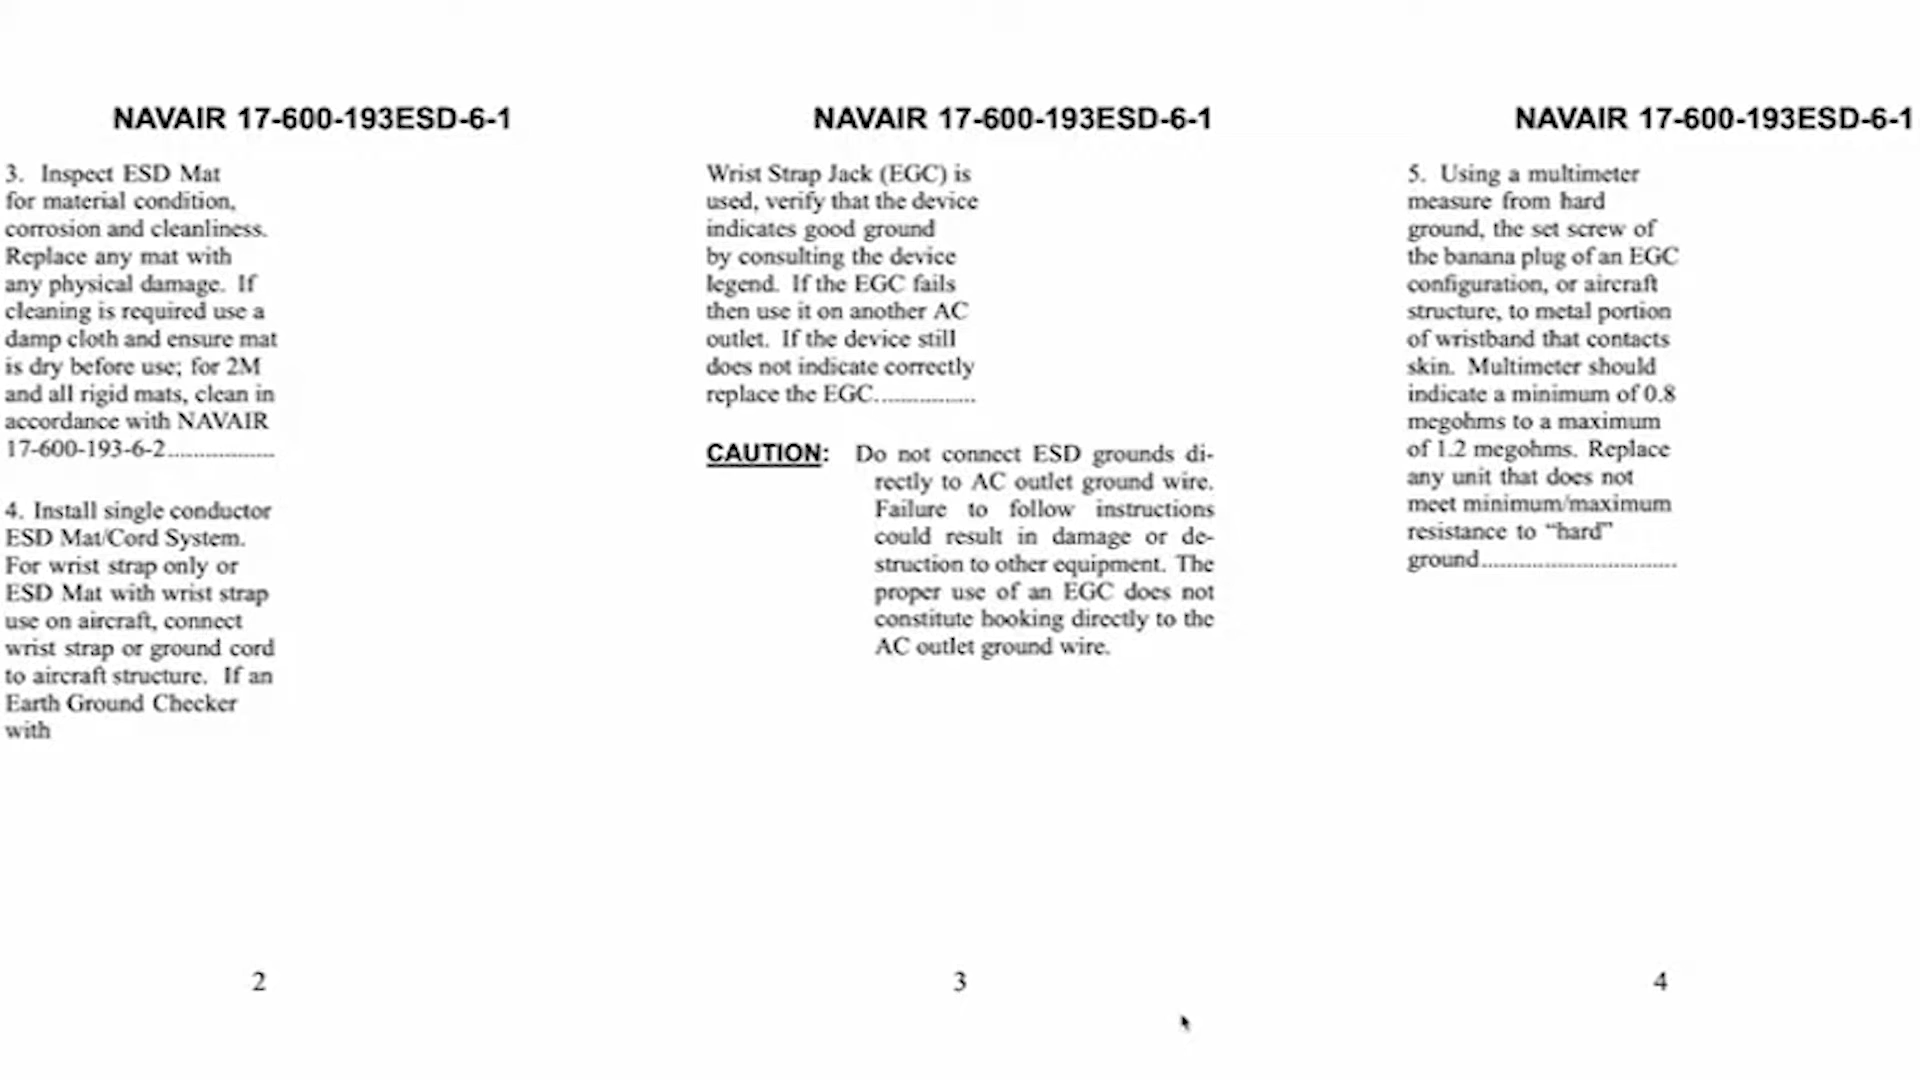 NAVAIR 17-600-193ESD-6-1
3. Inspect ESD Mat
for material condition,
corrosion and cleanliness.
Replace any mat with
any physical damage. If
cleaning is required use a
damp cloth and ensure mat
is dry before use; for 2M
and all rigid mats, clean in
accordance with NAVAIR
17-600-193-6-2....................
4. Install single conductor
ESD Mat/Cord System.
For wrist strap only or
ESD Mat with wrist strap
use on aircraft, connect
wrist strap or ground cord
to aircraft structure. If an
Earth Ground Checker
with
2
NAVAIR 17-600-193ESD-6-1
Wrist Strap Jack (EGC) is
used, verify that the device
indicates good ground
by consulting the device
legend. If the EGC fails
then use it on another AC
outlet. If the device still
does not indicate correctly
replace the EGC...................
CAUTION: Do not connect ESD grounds di-
rectly to AC outlet ground wire.
Failure to follow instructions
could result in damage or de-
struction to other equipment. The
proper use of an EGC does not
constitute hooking directly to the
AC outlet ground wire.
3
NAVAIR 17-600-193ESD-6-1
5. Using a multimeter
measure from hard
ground, the set screw of
the banana plug of an EGC
configuration, or aircraft
structure, to metal portion
of wristband that contacts
skin. Multimeter should
indicate a minimum of 0.8
megohms to a maximum
of 1.2 megohms. Replace
any unit that does not
meet minimum/maximum
resistance to “hard”
ground...................................
4